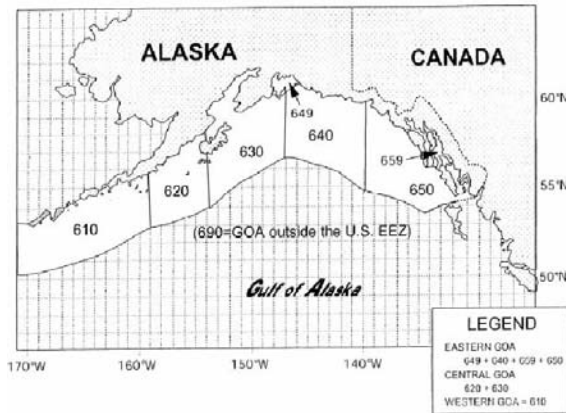 ALASKA
CANADA
60°N
649
640
630
659
620
55°N
650
610
(690=GOA outside the U.S. EEZ)
50°N
Gulf of Alaska
170°W
160°W
150°W
140°W
LEGEND
EASTERN GOA
649 + 640 + 659 + 650
CENTRAL GOA
620 + 630
WESTERN GOA = 610